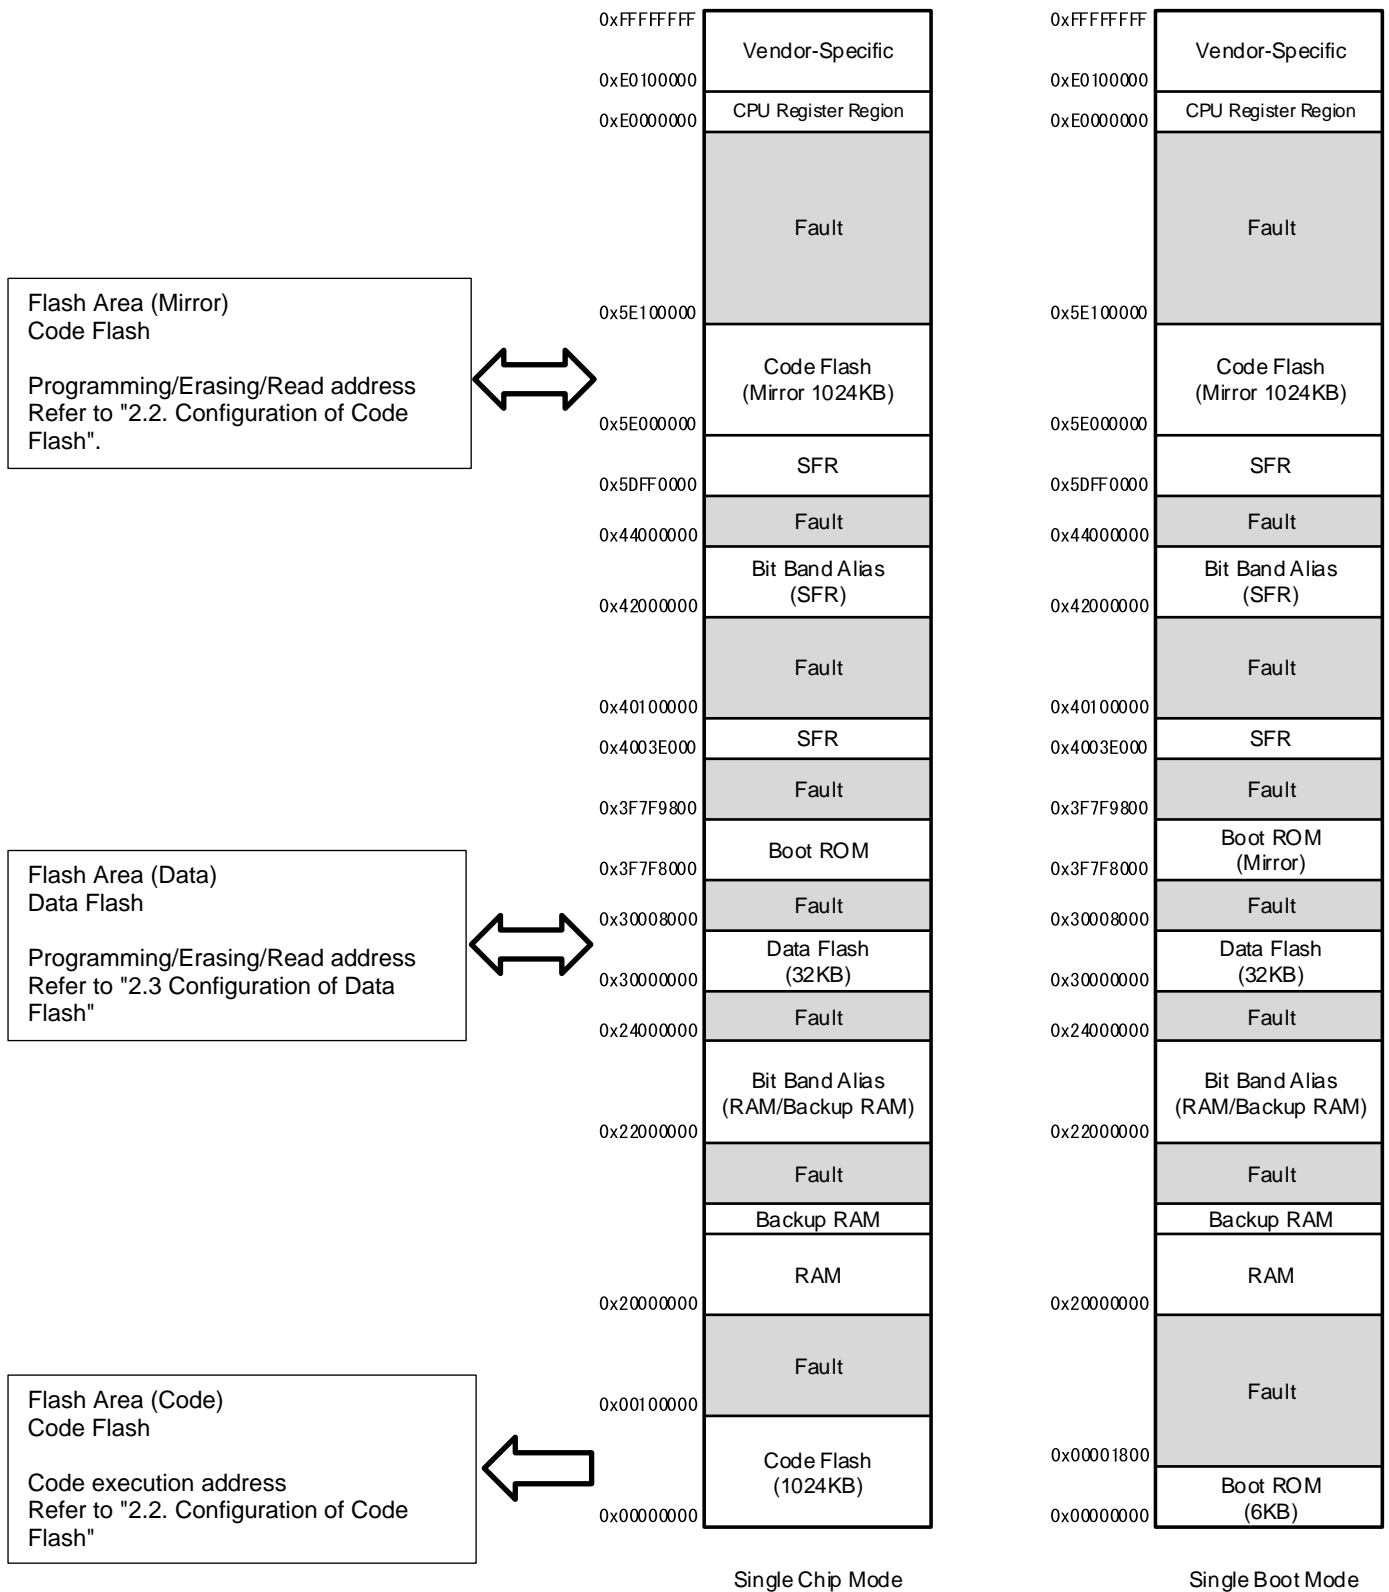 Flash Area (Mirror)
Code Flash
Programming/Erasing/Read address
Refer to "2.2. Configuration of Code
Flash".
Flash Area (Data)
Data Flash
Programming/Erasing/Read address
Refer to "2.3 Configuration of Data
Flash"
Flash Area (Code)
Code Flash
Code execution address
Refer to "2.2. Configuration of Code
Flash"
0xFFFFFFFF
Vendor-Specific
0xE0100000
CPU Register Region
0xE0000000
Fault
0x5E100000
Code Flash
(Mirror 1024KB)
0x5E000000
SFR
0x5DFF0000
Fault
0x44000000
Bit Band Alias
(SFR)
0x42000000
Fault
0x40100000
SFR
0x4003E000
Fault
0x3F7F9800
Boot ROM
0x3F7F8000
Fault
0x30008000
Data Flash
(32KB)
0x30000000
Fault
0x24000000
Bit Band Alias
(RAM/Backup RAM)
0x22000000
Fault
Backup RAM
RAM
0x20000000
Fault
0x00100000
Code Flash
(1024KB)
0x00000000
Single Chip Mode
0xFFFFFFFF
Vendor-Specific
0xE0100000
CPU Register Region
0xE0000000
Fault
0x5E100000
Code Flash
(Mirror 1024KB)
0x5E000000
SFR
0x5DFF0000
Fault
0x44000000
Bit Band Alias
(SFR)
0x42000000
Fault
0x40100000
SFR
0x4003E000
Fault
0x3F7F9800
Boot ROM
(Mirror)
0x3F7F8000
Fault
0x30008000
Data Flash
(32KB)
0x30000000
Fault
0x24000000
Bit Band Alias
(RAM/Backup RAM)
0x22000000
Fault
Backup RAM
RAM
0x20000000
Fault
0x00001800
Boot ROM
(6KB)
0x00000000
Single Boot Mode